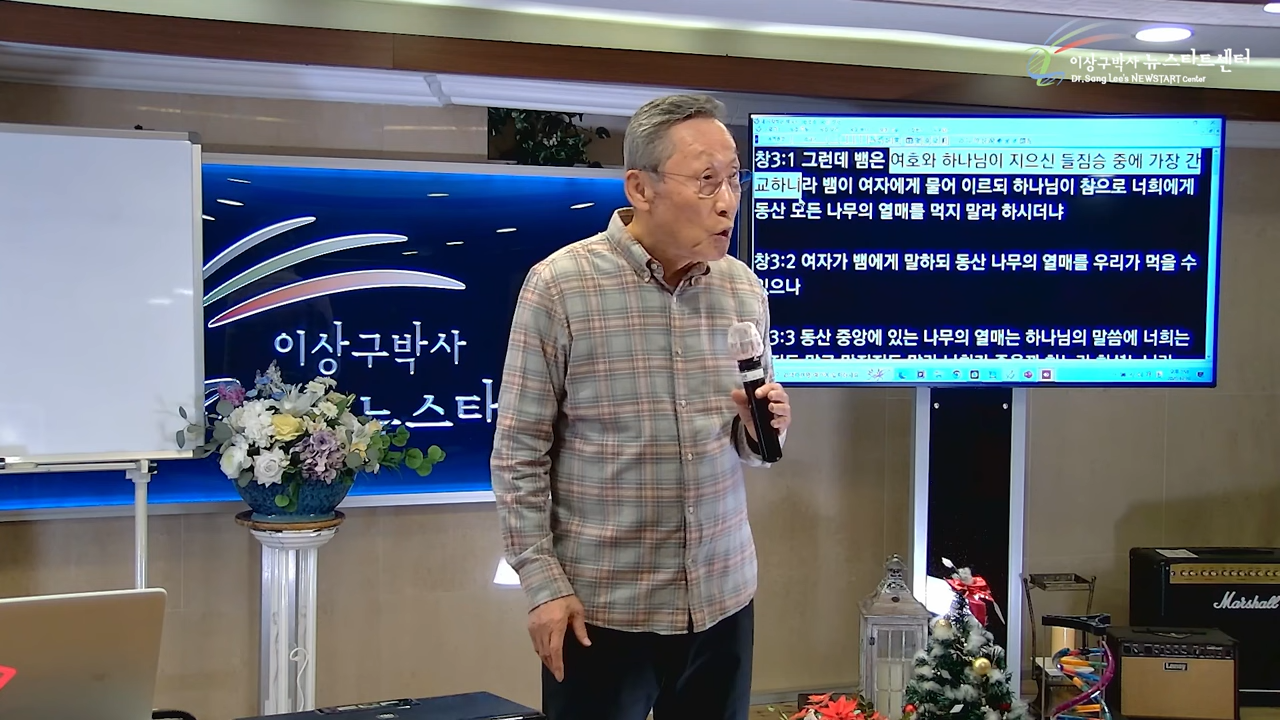 이상구박사 뉴스타트센터
Dr. Sang Lee's NEWSTART Center
창3:1 그런데 뱀은 여호와 하나님이 지으신 들짐승 중에 가장 간
교하니라 뱀이 여자에게 물어 이르되 하나님이 참으로 너희에게
동산 모든 나무의 열매를 먹지 말라 하시더냐
창3:2 여자가 뱀에게 말하되 동산 나무의 열매를 우리가 먹을 수
있으나
3:3 동산 중앙에 있는 나무의 열매는 하나님의 말씀에 너희는
이상구박사
뉴스타
Marshall
Laney